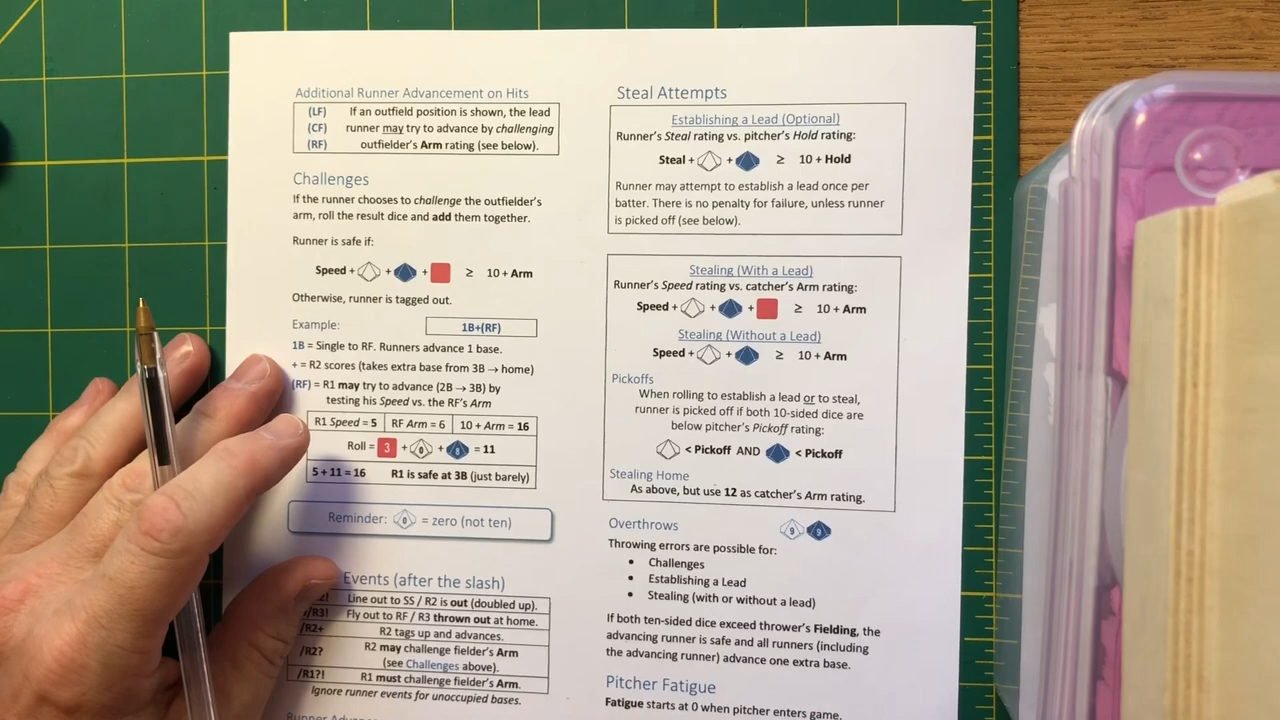 Additional Runner Advancement on Hits
(LF) If an outfield position is shown, the lead
(CF) runner may try to advance by challenging
(RF) outfielder's Arm rating (see below).
Challenges
If the runner chooses to challenge the outfielder's
arm, roll the result dice and add them together.
Runner is safe if:
Speed + + + ≥ 10 + Arm
Otherwise, runner is tagged out.
Example: 1B+(RF)
1B = Single to RF. Runners advance 1 base.
+ = R2 scores (takes extra base from 3B → home)
(RF) = R1 may try to advance (2B → 3B) by
testing his Speed vs. the RF's Arm
R1 Speed = 5 RF Arm = 6 10 + Arm = 16
Roll = 3 + 0 + 8 = 11
5 + 11 = 16 R1 is safe at 3B (just barely)
Reminder: 0 = zero (not ten)
Events (after the slash)
Line out to SS / R2 is out (doubled up).
/R3! Fly out to RF / R3 thrown out at home.
/R2+ R2 tags up and advances.
/R2? R2 may challenge fielder's Arm
(see Challenges above).
/R1?! R1 must challenge fielder's Arm.
Ignore runner events for unoccupied bases.
Steal Attempts
Establishing a Lead (Optional)
Runner's Steal rating vs. pitcher's Hold rating:
Steal + + ≥ 10 + Hold
Runner may attempt to establish a lead once per
batter. There is no penalty for failure, unless runner
is picked off (see below).
Stealing (With a Lead)
Runner's Speed rating vs. catcher's Arm rating:
Speed + + + ≥ 10 + Arm
Stealing (Without a Lead)
Speed + + ≥ 10 + Arm
Pickoffs
When rolling to establish a lead or to steal,
runner is picked off if both 10-sided dice are
below pitcher's Pickoff rating:
< Pickoff AND < Pickoff
Stealing Home
As above, but use 12 as catcher's Arm rating.
Overthrows 9 9
Throwing errors are possible for:
• Challenges
• Establishing a Lead
• Stealing (with or without a lead)
If both ten-sided dice exceed thrower's Fielding, the
advancing runner is safe and all runners (including
the advancing runner) advance one extra base.
Pitcher Fatigue
Fatigue starts at 0 when pitcher enters game.